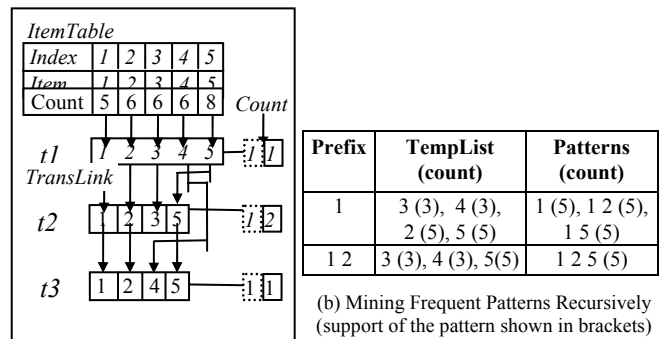 ItemTable
Index 1 2 3 4 5
Item 1 2 3 4 5
Count 5 6 6 6 8
Count
t1 1 2 3 4 5 1 1
TransLink
t2 1 2 3 5 1 2
t3 1 2 4 5 1 1
Prefix TempList (count) Patterns (count)
1 3 (3), 4 (3), 2 (5), 5 (5) 1 (5), 1 2 (5), 1 5 (5)
1 2 3 (3), 4 (3), 5(5) 1 2 5 (5)
(b) Mining Frequent Patterns Recursively
(support of the pattern shown in brackets)